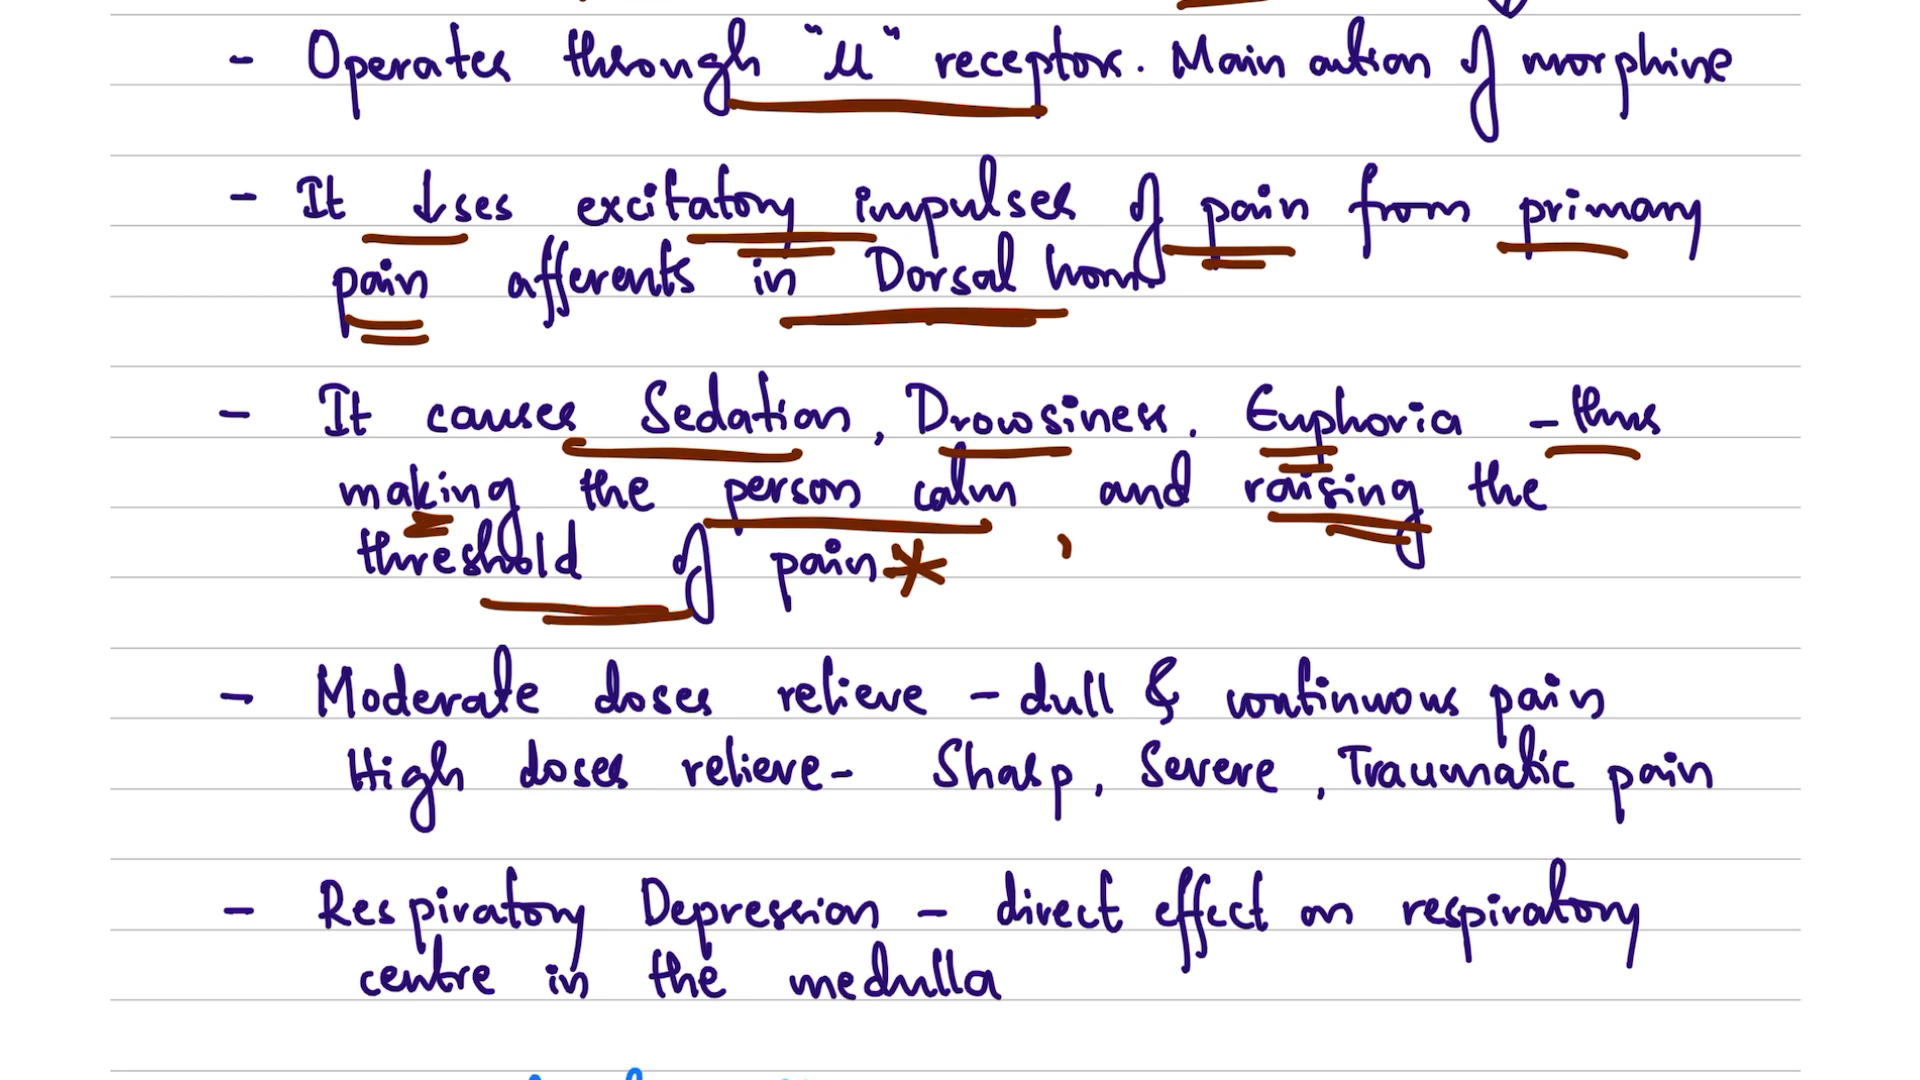 - Operates through "μ" receptors. Main action of morphine
- It ↓ses excitatory impulses of pain from primary
pain afferents in Dorsal horn.
- It causes Sedation, Drowsiness. Euphoria - thus
making the person calm and raising the
threshold of pain*
- Moderate doses relieve - dull & continuous pain
High doses relieve- Sharp, Severe, Traumatic pain
- Respiratory Depression - direct effect on respiratory
centre in the medulla